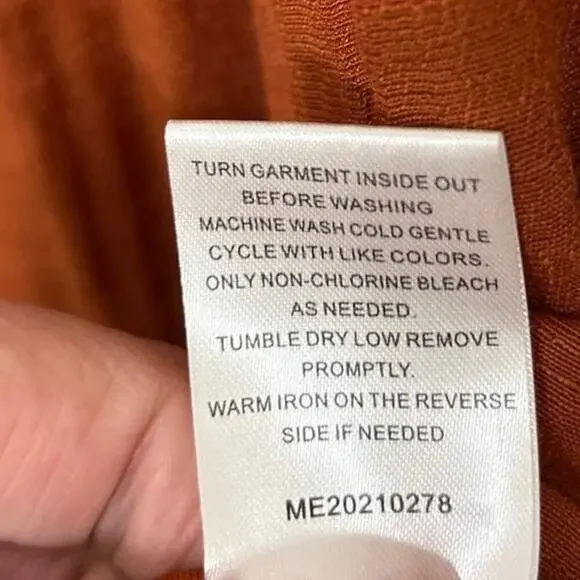 TURN GARMENT INSIDE OUT
BEFORE WASHING
MACHINE WASH COLD GENTLE
CYCLE WITH LIKE COLORS.
ONLY NON-CHLORINE BLEACH
AS NEEDED.
TUMBLE DRY LOW REMOVE
PROMPTLY.
WARM IRON ON THE REVERSE
SIDE IF NEEDED
ME20210278